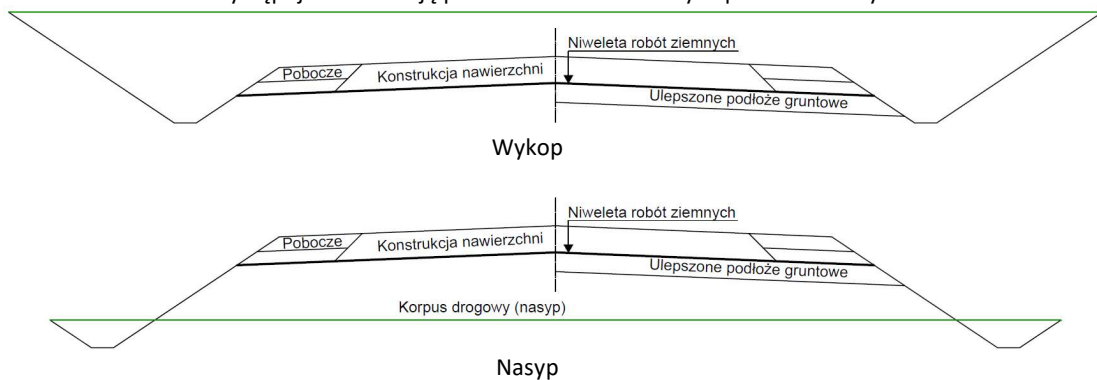 Niweleta robót ziemnych
Pobocze
Konstrukcja nawierzchni
Ulepszone podłoże gruntowe
Wykop
Niweleta robót ziemnych
Pobocze
Konstrukcja nawierzchni
Ulepszone podłoże gruntowe
Korpus drogowy (nasyp)
Nasyp